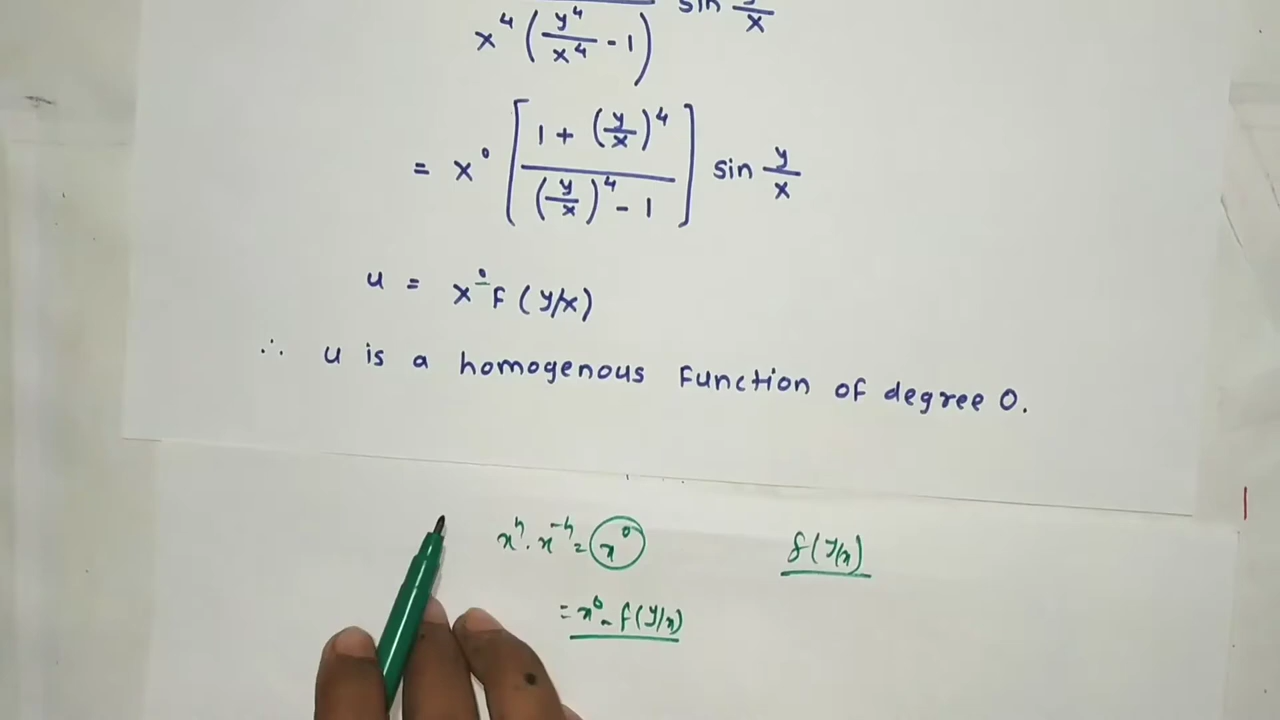 x⁴ (y⁴/x⁴ - 1) sin y/x
= x⁰ [1 + (y/x)⁴ / (y/x)⁴ - 1] sin y/x
u = x⁰ F (y/x)
∴ u is a homogenous Function of degree 0.
x⁴ . x⁻⁴ = x⁰ f(y/x)
= x⁰ - f(y/x)